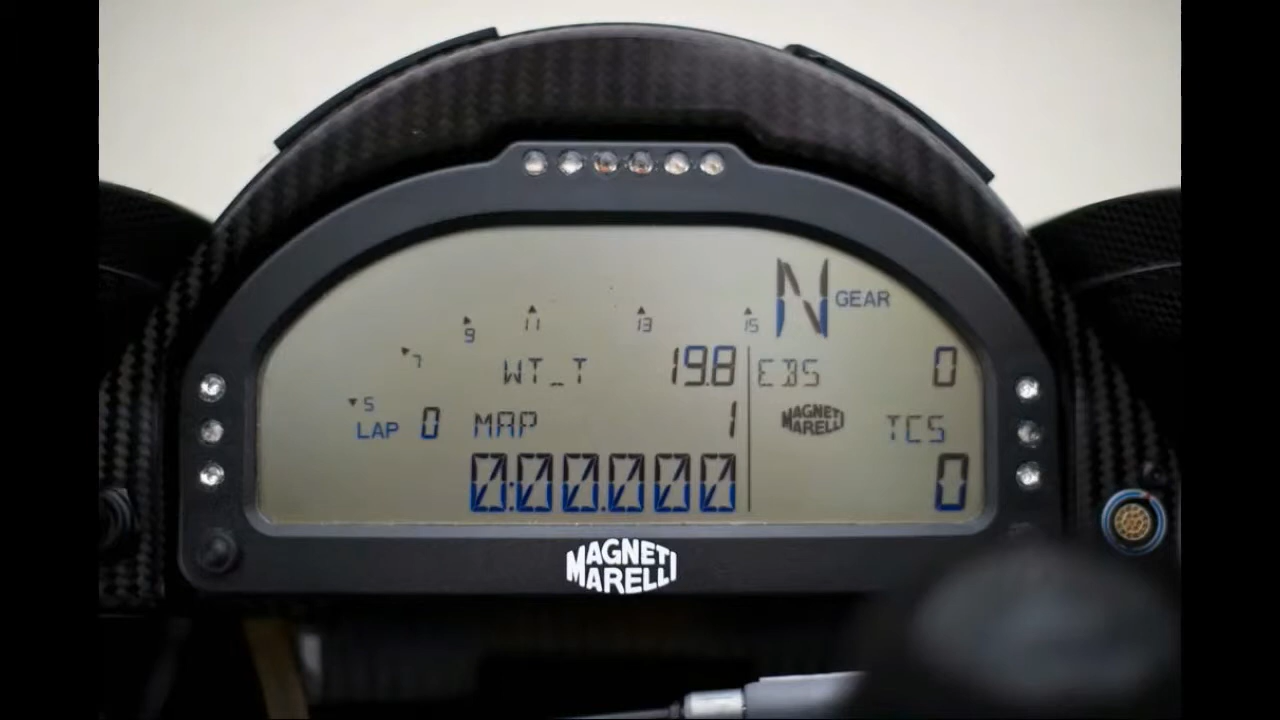 N GEAR
5 7 9 11 13 15
WT_T 19.8 EBS 0
LAP 0 MAP 1 MAGNETI MARELLI TCS
0:00.000 0
MAGNETI
MARELLI